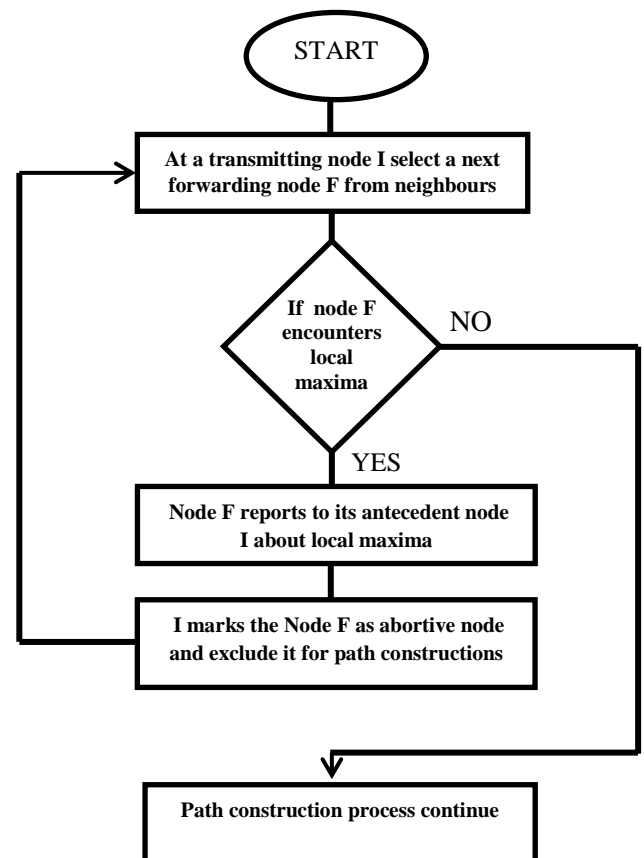 START
At a transmitting node I select a next
forwarding node F from neighbours
If node F
encounters
local
maxima
NO
YES
Node F reports to its antecedent node
I about local maxima
I marks the Node F as abortive node
and exclude it for path constructions
Path construction process continue